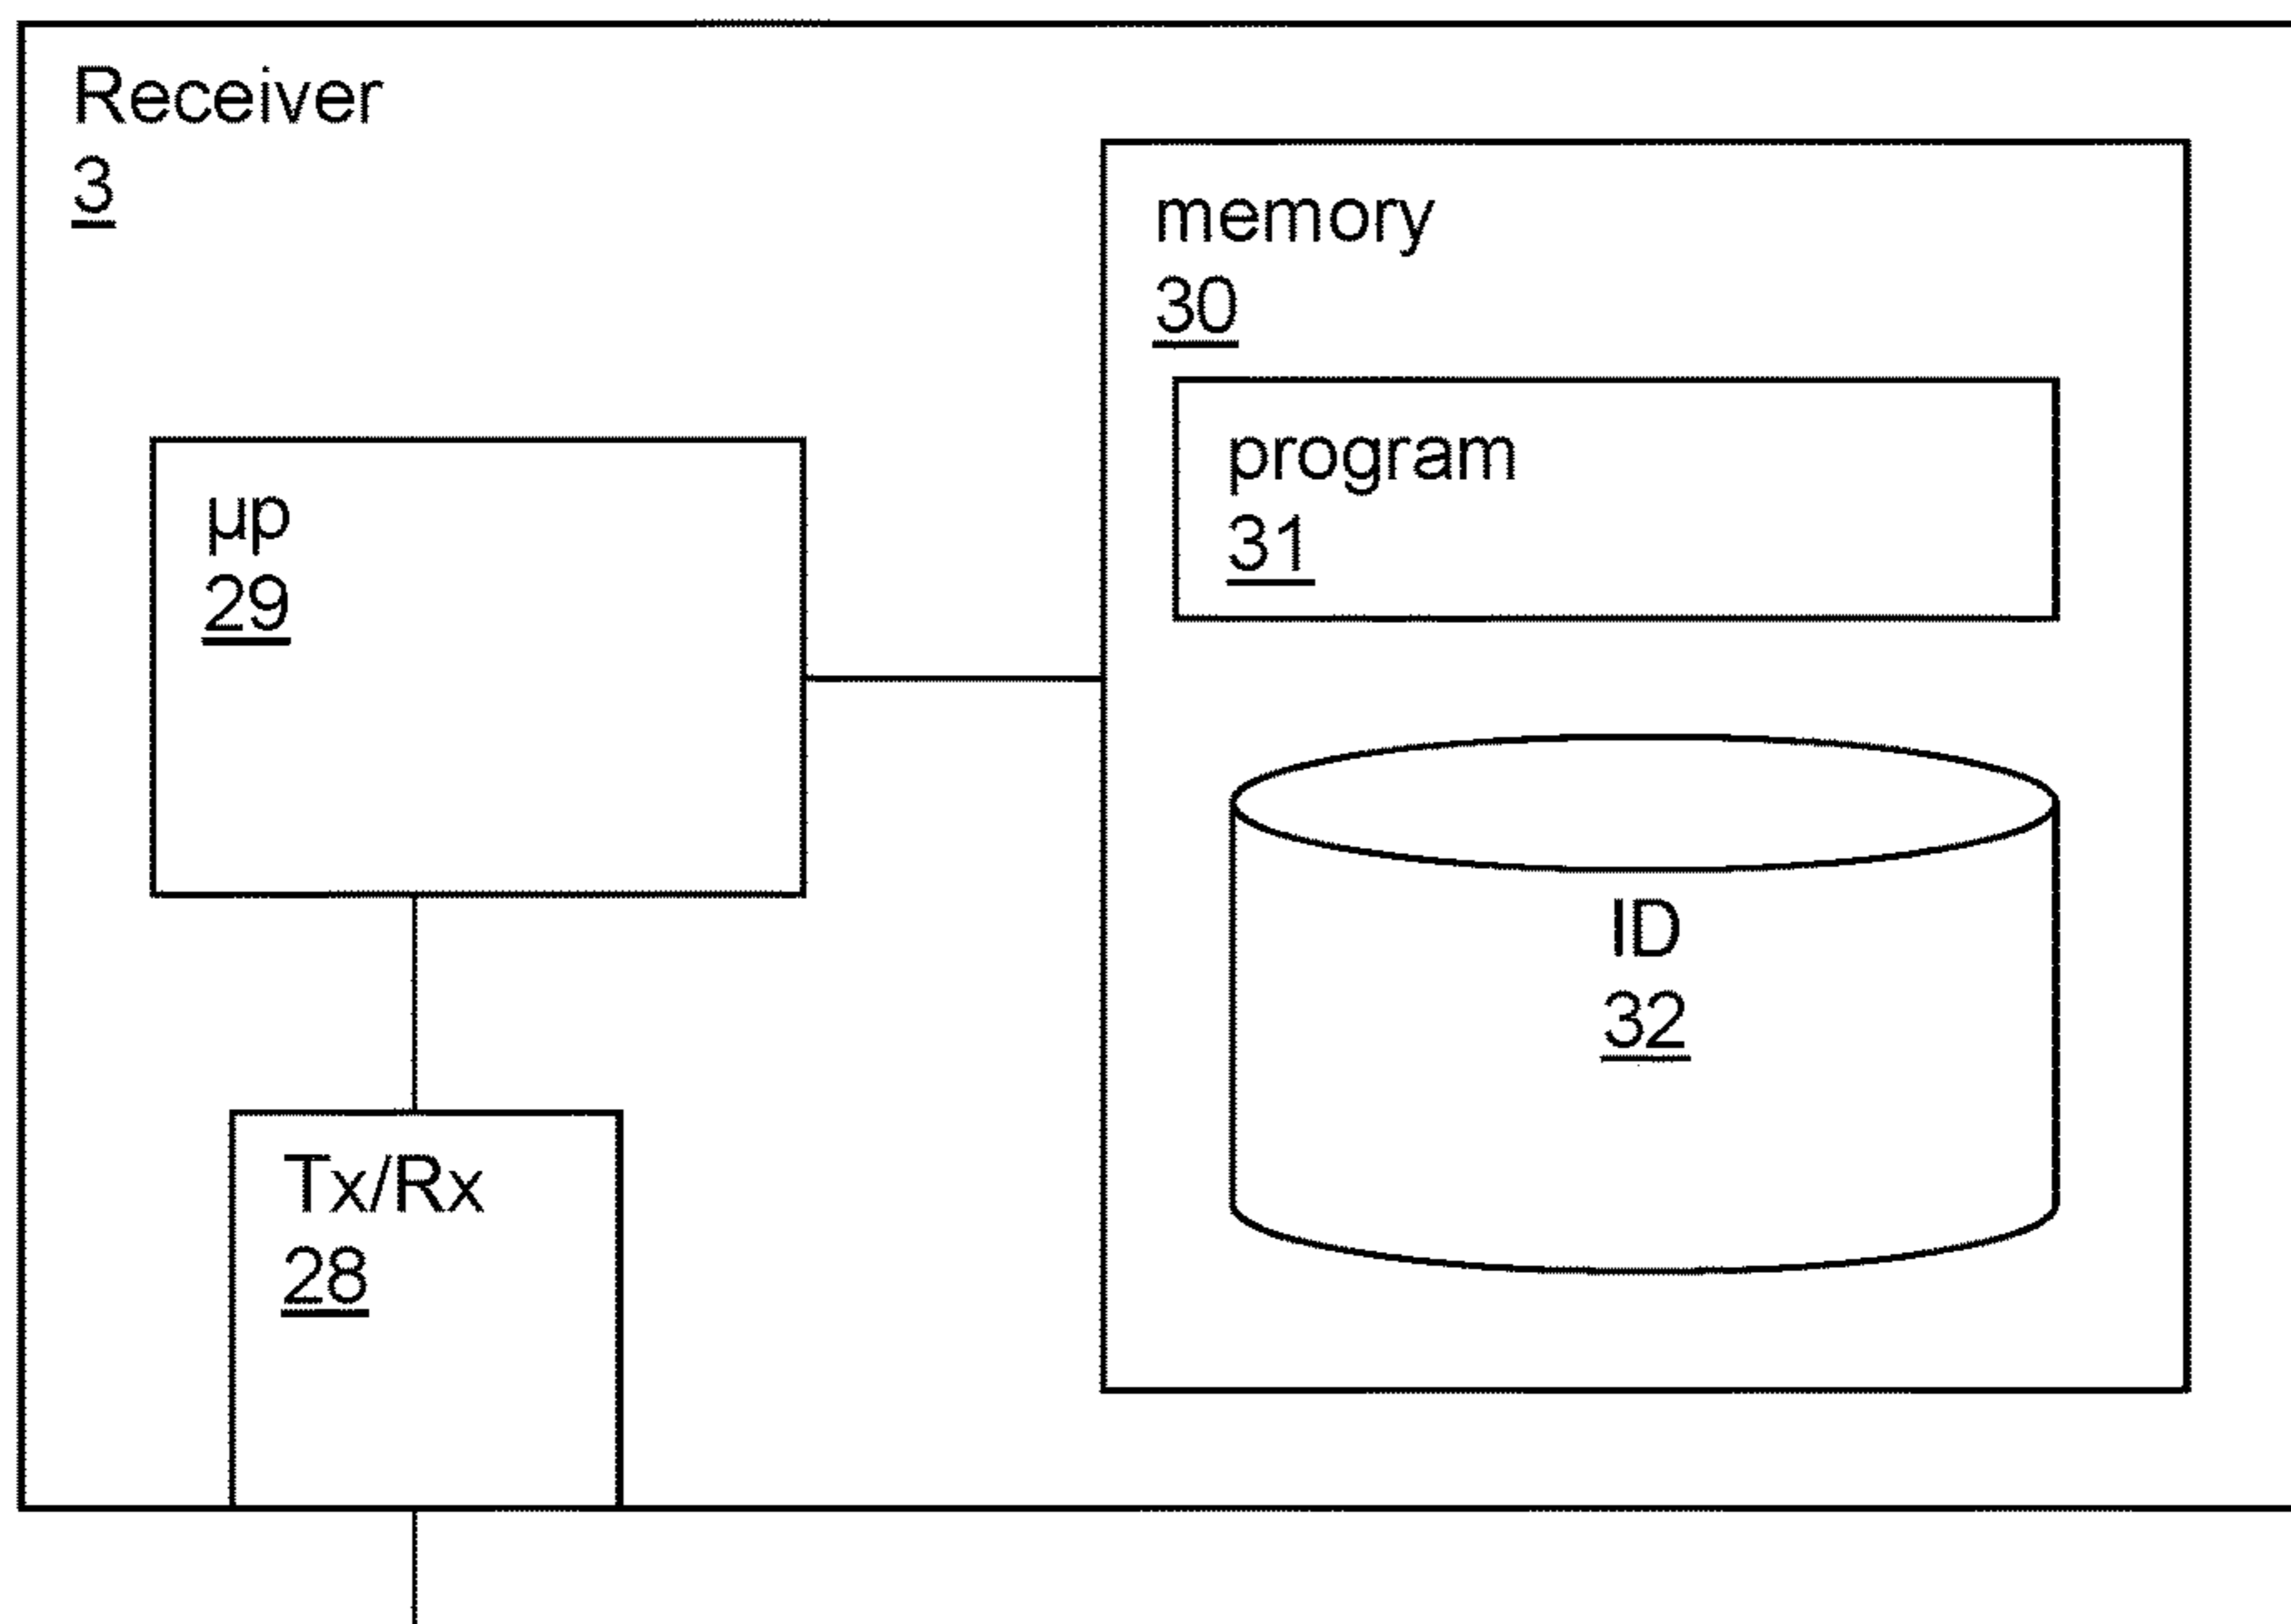 Receiver
3
memory
30
program
31
µp
29
ID
32
Tx/Rx
28